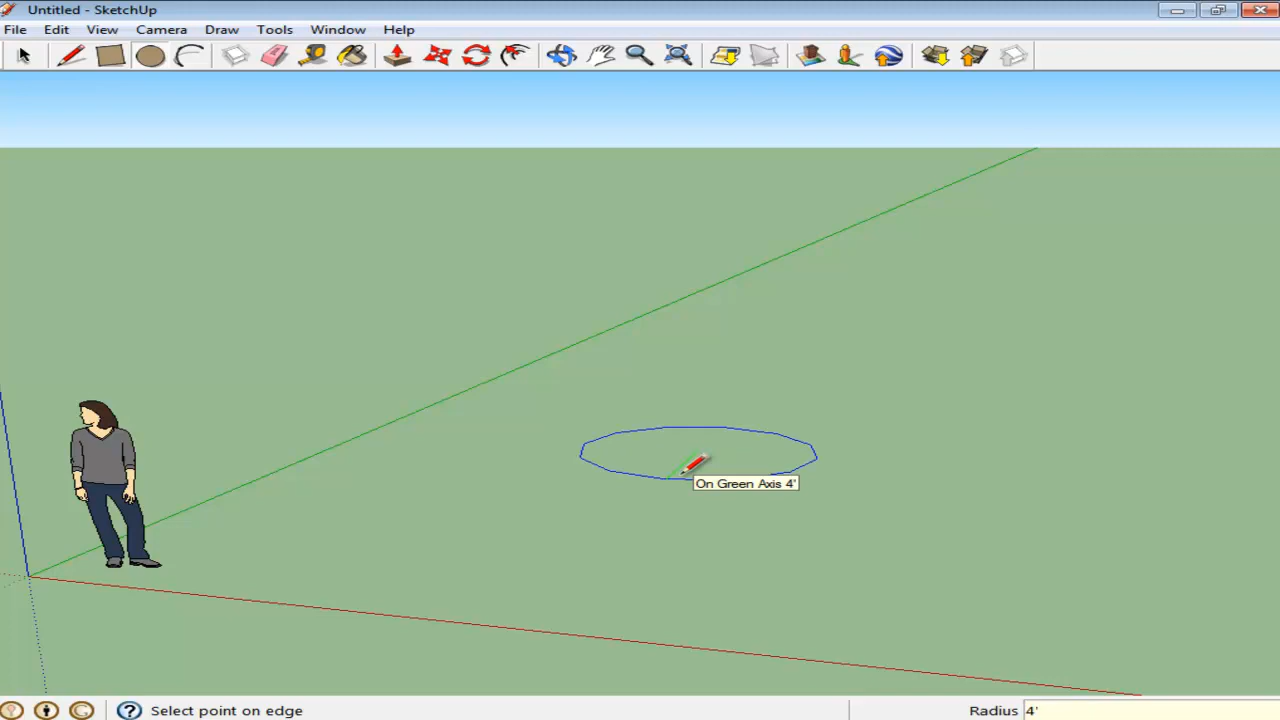 Untitled - SketchUp
File Edit View Camera Draw Tools Window Help
On Green Axis 4'
Select point on edge Radius 4'